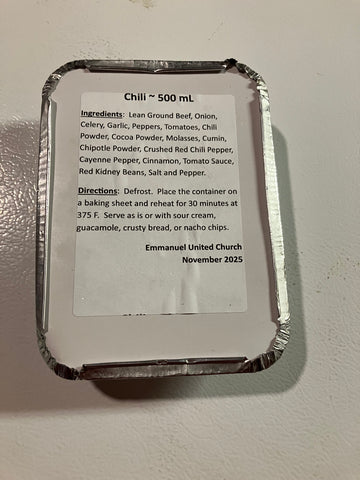 Chili ~ 500 mL
Ingredients: Lean Ground Beef, Onion,
Celery, Garlic, Peppers, Tomatoes, Chili
Powder, Cocoa Powder, Molasses, Cumin,
Chipotle Powder, Crushed Red Chili Pepper,
Cayenne Pepper, Cinnamon, Tomato Sauce,
Red Kidney Beans, Salt and Pepper.
Directions: Defrost. Place the container on
a baking sheet and reheat for 30 minutes at
375 F. Serve as is or with sour cream,
guacamole, crusty bread, or nacho chips.
Emmanuel United Church
November 2025